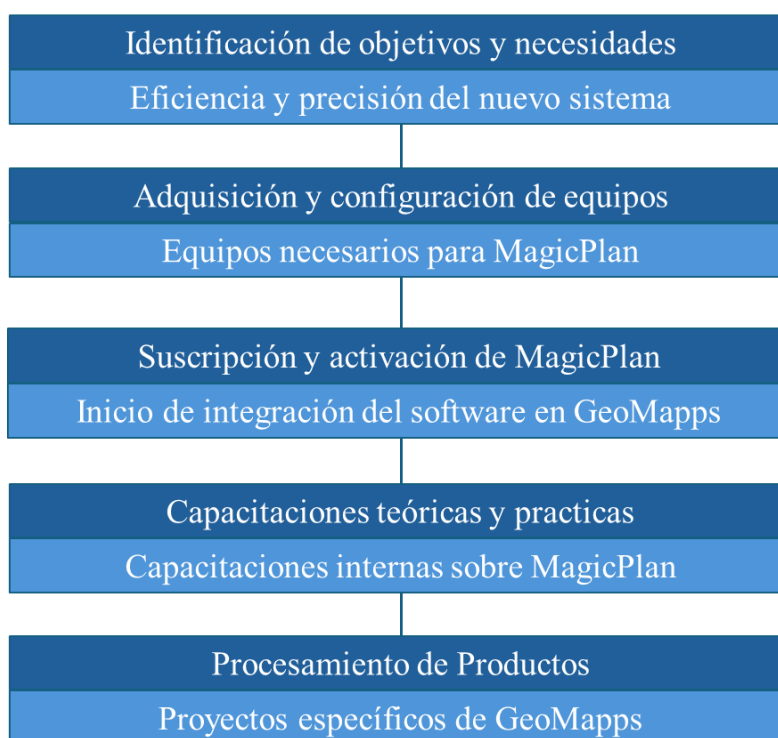 Identificación de objetivos y necesidades
Eficiencia y precisión del nuevo sistema
Adquisición y configuración de equipos
Equipos necesarios para MagicPlan
Suscripción y activación de MagicPlan
Inicio de integración del software en GeoMapps
Capacitaciones teóricas y practicas
Capacitaciones internas sobre MagicPlan
Procesamiento de Productos
Proyectos específicos de GeoMapps